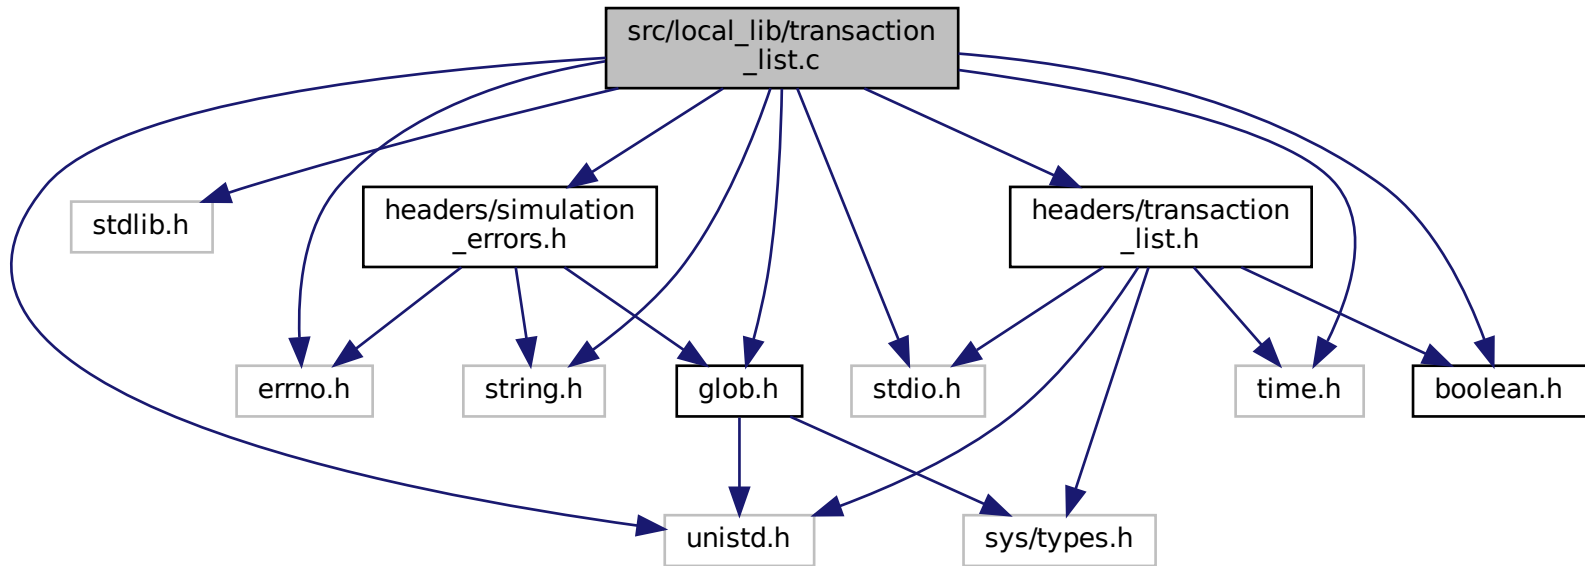 src/local_lib/transaction
_list.c
stdlib.h
headers/simulation
_errors.h
headers/transaction
_list.h
errno.h
string.h
glob.h
stdio.h
time.h
boolean.h
unistd.h
sys/types.h